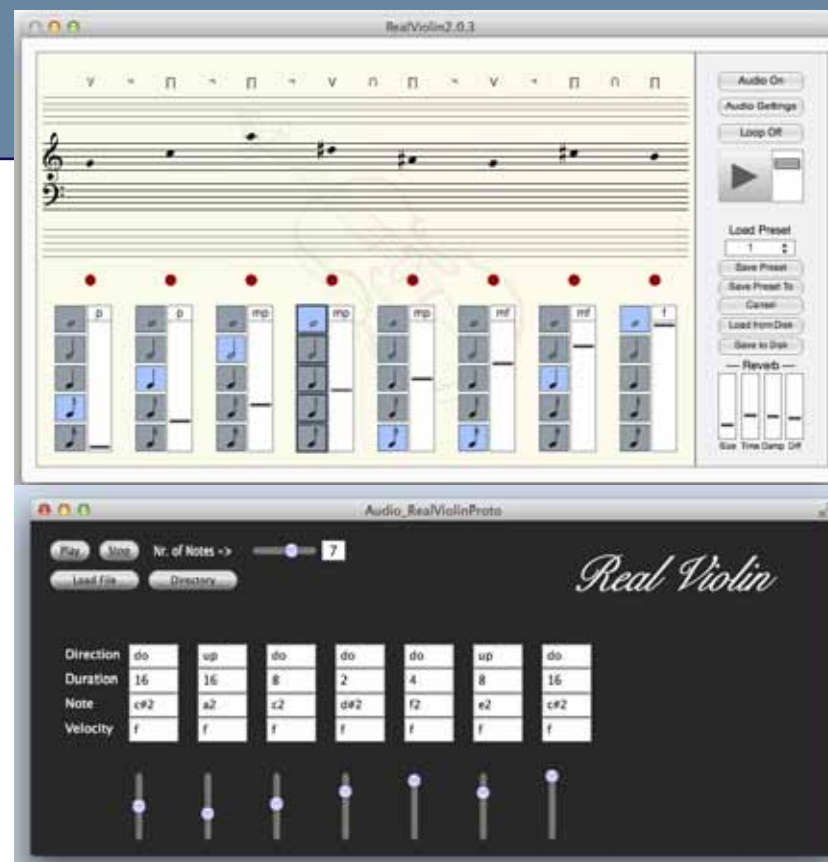 RealViolin2.0.3
Audio On
Audio Settings
Loop Off
Load Preset
1
Save Preset
Save Preset To
Cancel
Load from Disk
Save to Disk
— Reverb —
Size Time Damp Diff
p p mp mp mp mf mf f
Audio_RealViolinProto
Play Stop Nr. of Notes -> 7
Load File Directory
Real Violin
Direction do up do do do up do
Duration 16 16 8 2 4 8 16
Note c#2 a2 c2 d#2 f2 e2 c#2
Velocity f f f f f f f